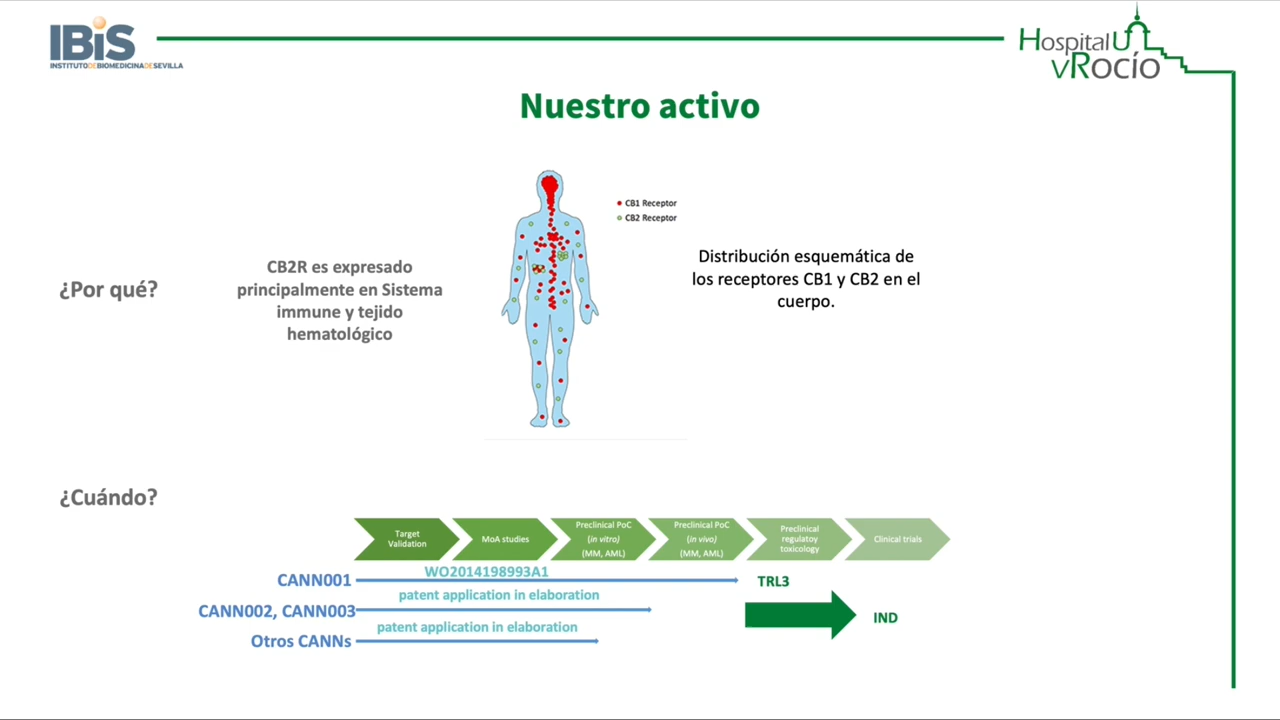 IBiS
INSTITUTO DE BIOMEDICINA DE SEVILLA
Hospital U
vRocío
Nuestro activo
CB1 Receptor
CB2 Receptor
¿Por qué?
CB2R es expresado
principalmente en Sistema
immune y tejido
hematológico
Distribución esquemática de
los receptores CB1 y CB2 en el
cuerpo.
¿Cuándo?
Target
Validation
MoA studies
Preclinical PoC
(in vitro)
(MM, AML)
Preclinical PoC
(in vivo)
(MM, AML)
Preclinical
regulatoy
toxicology
Clinical trials
WO2014198993A1
CANN001
TRL3
patent application in elaboration
CANN002, CANN003
IND
patent application in elaboration
Otros CANNs